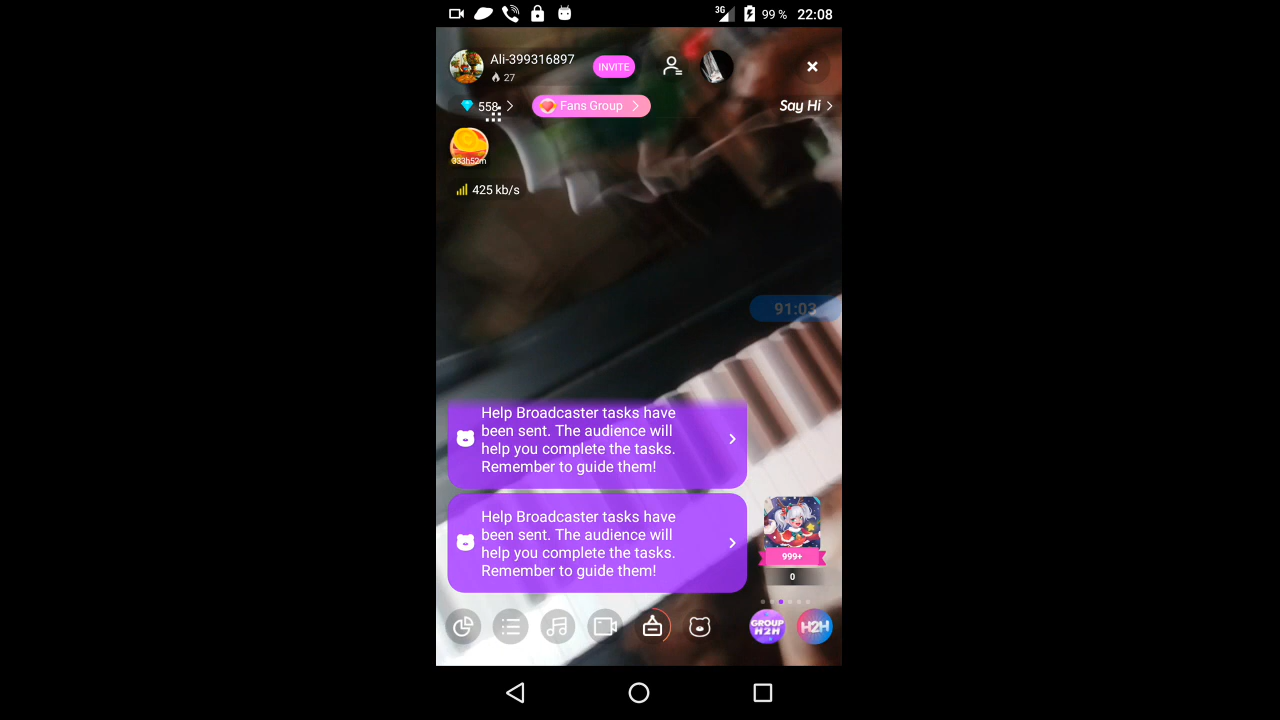 3G 99 % 22:08
Ali-399316897
27
INVITE
558
Fans Group
Say Hi
333h52m
425 kb/s
91:03
Help Broadcaster tasks have
been sent. The audience will
help you complete the tasks.
Remember to guide them!
Help Broadcaster tasks have
been sent. The audience will
help you complete the tasks.
Remember to guide them!
999+
0
GROUP
H2H
H2H